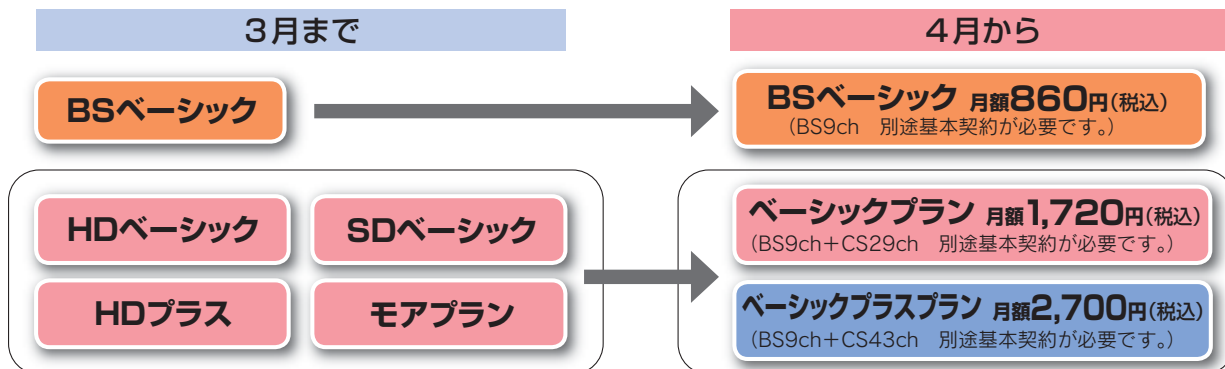 3月まで
4月から
BSベーシック
BSベーシック 月額860円(税込)
(BS9ch 別途基本契約が必要です。)
HDベーシック
SDベーシック
HDプラス
モアプラン
ベーシックプラン 月額1,720円(税込)
(BS9ch+CS29ch 別途基本契約が必要です。)
ベーシックプラスプラン 月額2,700円(税込)
(BS9ch+CS43ch 別途基本契約が必要です。)